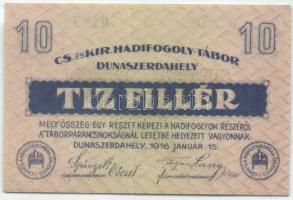 10 10
CS. és KIR. HADIFOGOLY-TÁBOR
DUNASZERDAHELY
TIZ FILLÉR
MELY ÖSSZEG EGY RÉSZÉT KÉPEZI A HADIFOGLYOK RÉSZÉRŐL
A TÁBORPARANCSNOKSÁGNÁL LETÉTBE HELYEZETT VAGYONNAK.
DUNASZERDAHELY, 1916 JANUÁR 15.